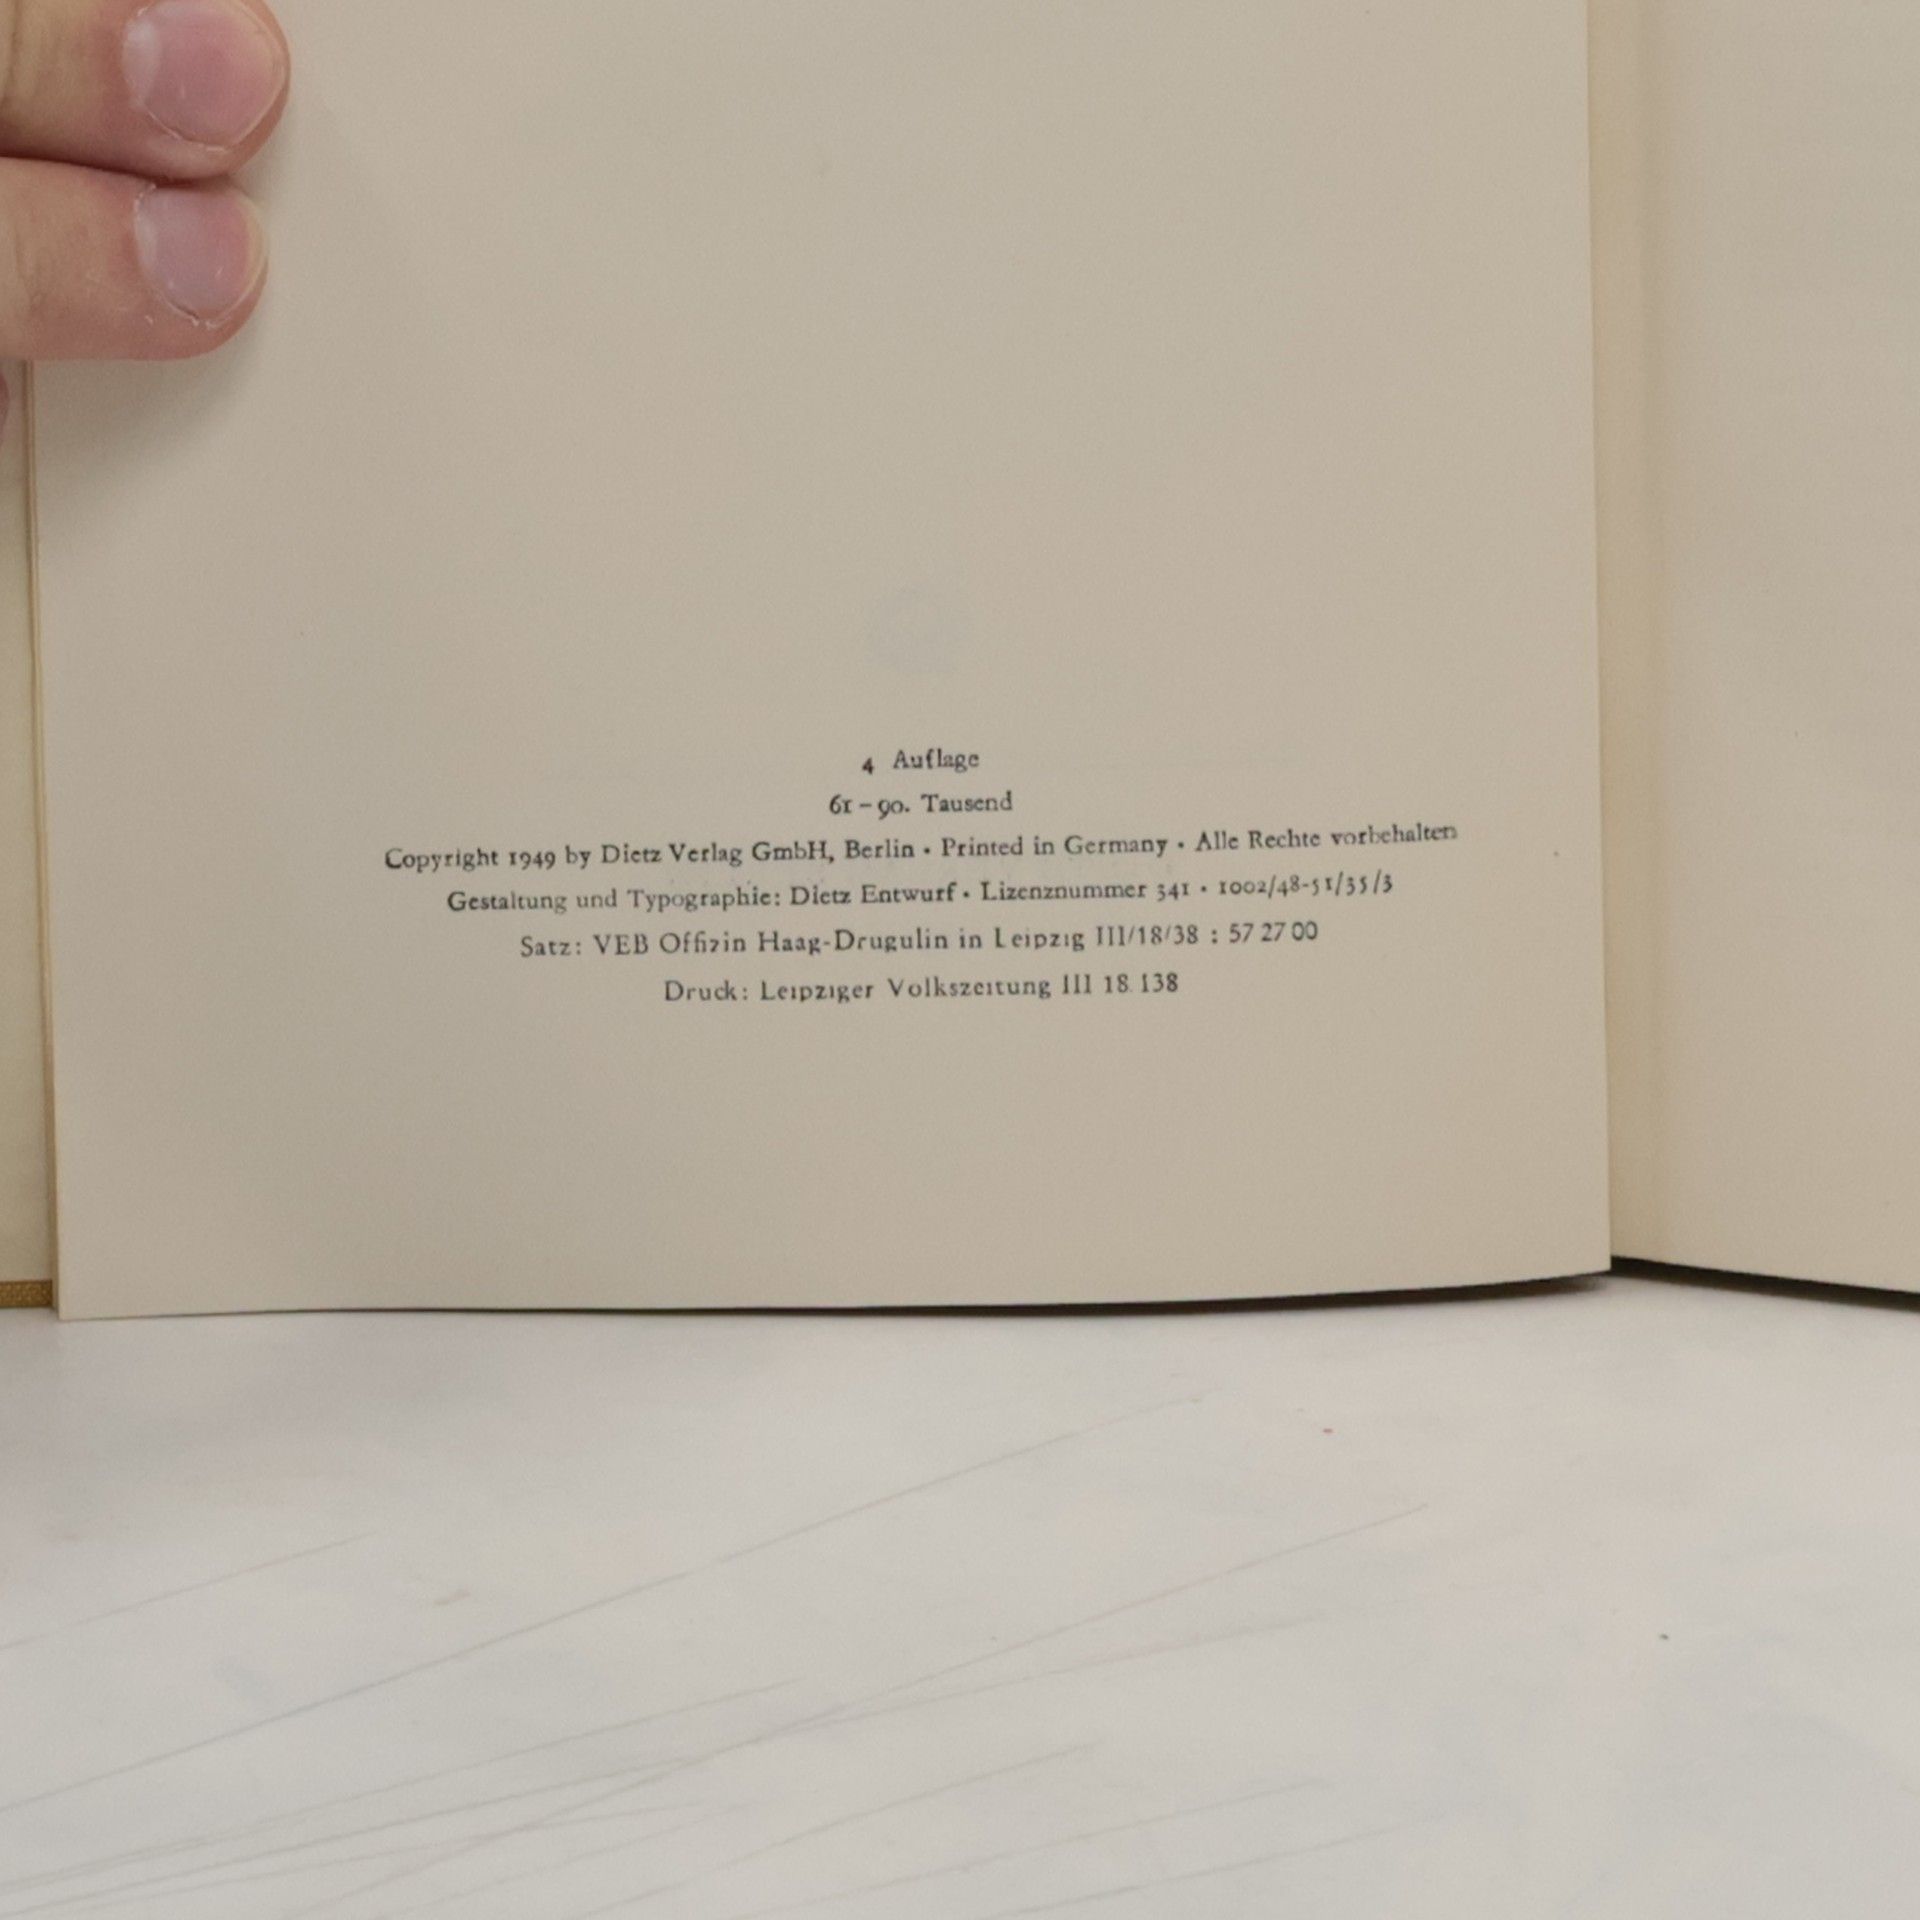 4 Auflage
61 – 90. Tausend
Copyright 1949 by Dietz Verlag GmbH, Berlin • Printed in Germany • Alle Rechte vorbehalten
Gestaltung und Typographie: Dietz Entwurf • Lizenznummer 341 • 1002/48-51/35/3
Satz: VEB Offizin Haag-Drugulin in Leipzig III/18/38 : 57 27 00
Druck: Leipziger Volkszeitung III 18 138